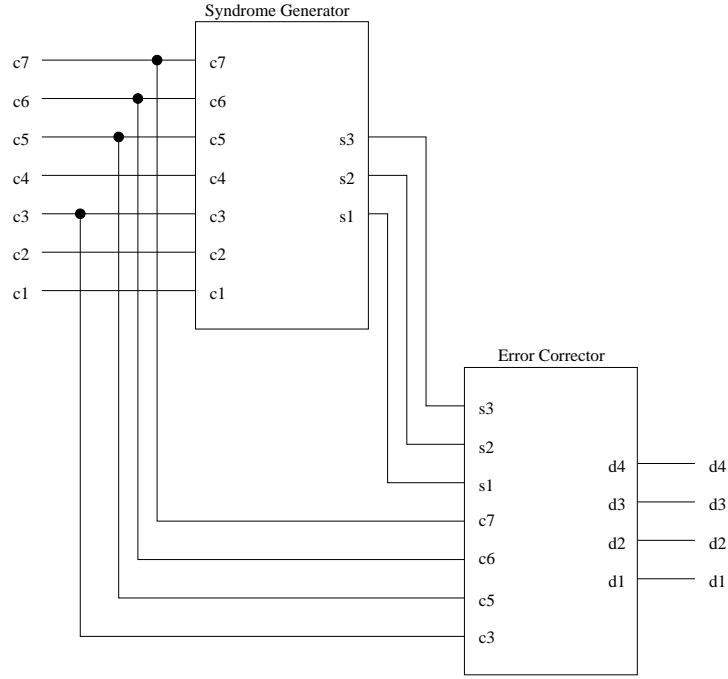 Syndrome Generator
c7 c7
c6 c6
c5 c5 s3
c4 c4 s2
c3 c3 s1
c2 c2
c1 c1
Error Corrector
s3
s2
s1 d4 d4
c7 d3 d3
c6 d2 d2
c5 d1 d1
c3